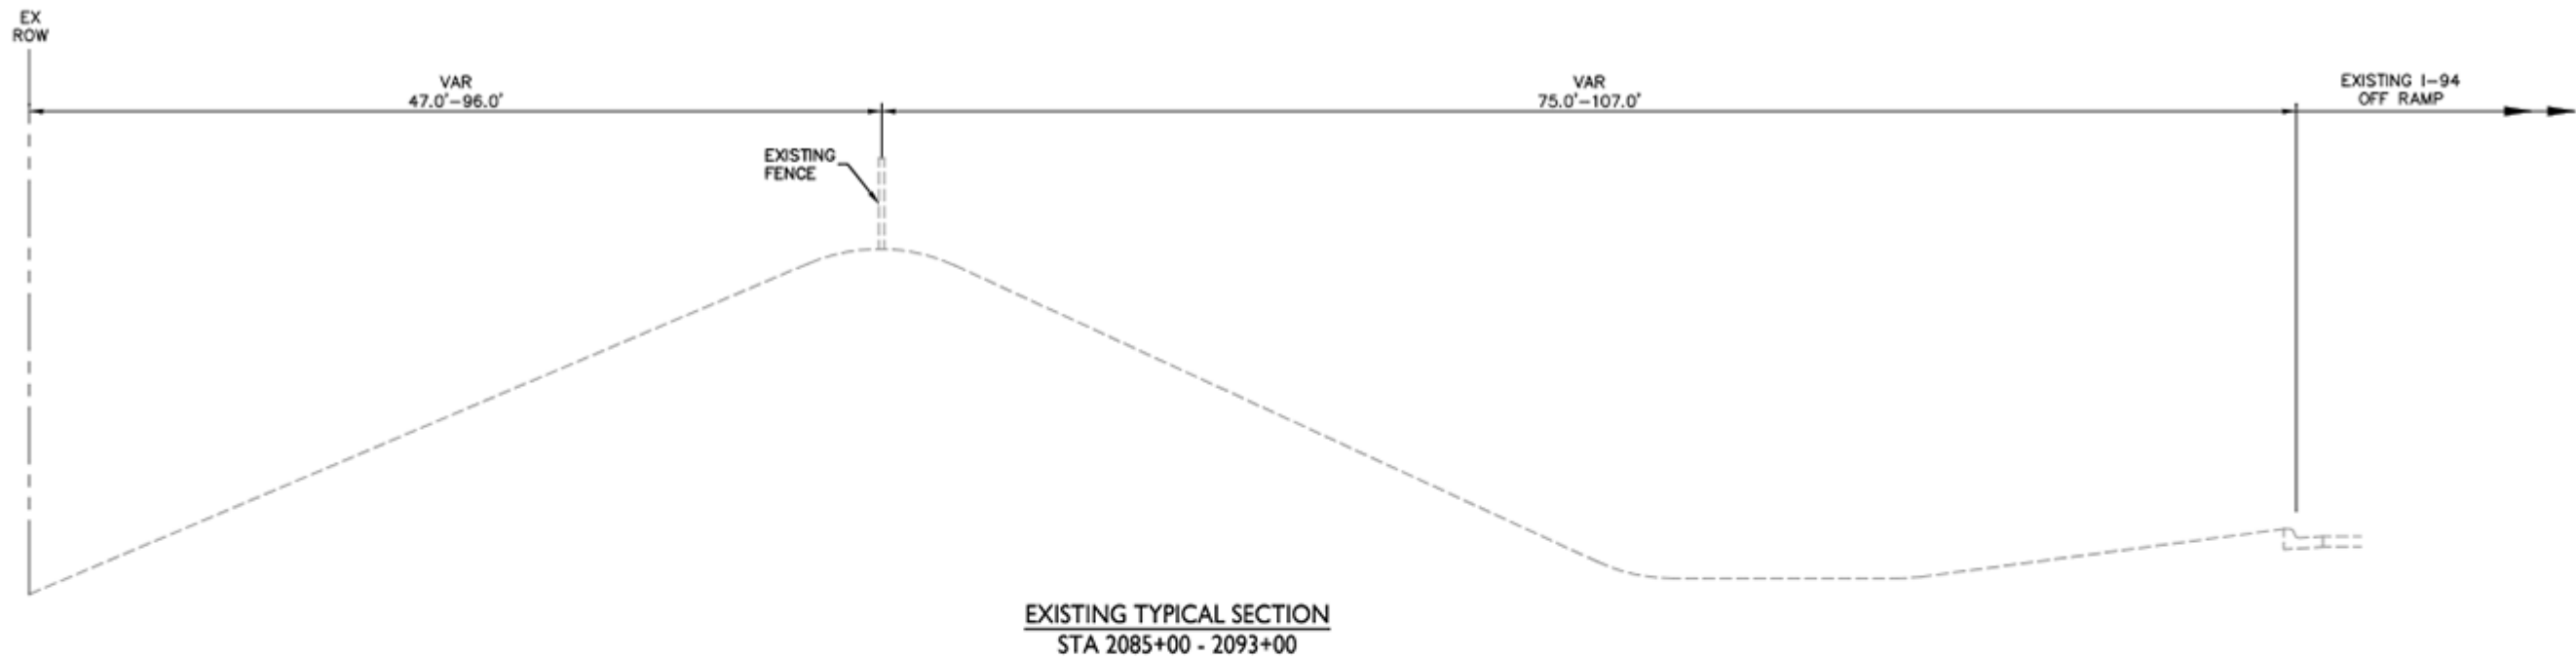 EX
ROW
VAR
47.0'-96.0'
VAR
75.0'-107.0'
EXISTING I-94
OFF RAMP
EXISTING
FENCE
EXISTING TYPICAL SECTION
STA 2085+00 - 2093+00